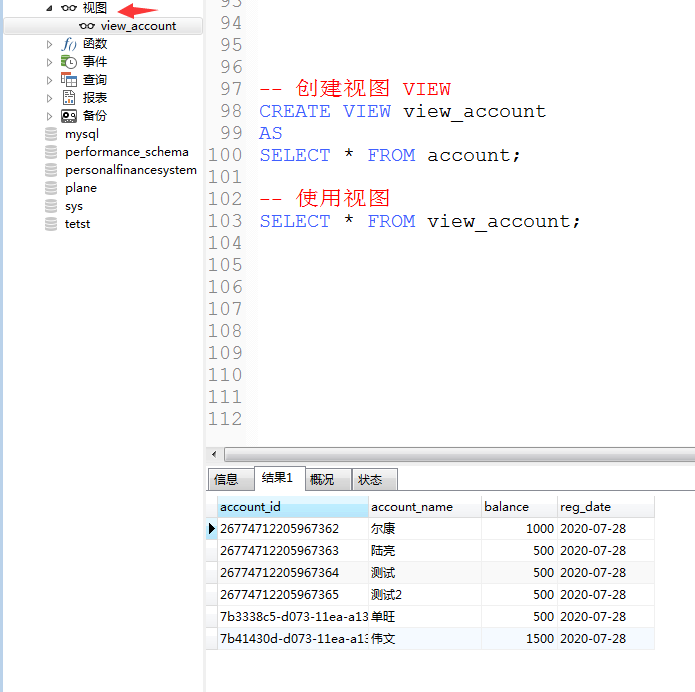 视图
view_account
函数
事件
查询
报表
备份
mysql
performance_schema
personalfinancesystem
plane
sys
tetst
93
94
95
96
97 -- 创建视图 VIEW
98 CREATE VIEW view_account
99 AS
100 SELECT * FROM account;
101
102 -- 使用视图
103 SELECT * FROM view_account;
104
105
106
107
108
109
110
111
112
信息 结果1 概况 状态
account_id account_name balance reg_date
26774712205967362 尔康 1000 2020-07-28
26774712205967363 陆亮 500 2020-07-28
26774712205967364 测试 500 2020-07-28
26774712205967365 测试2 500 2020-07-28
7b3338c5-d073-11ea-a13 单旺 500 2020-07-28
7b41430d-d073-11ea-a13 伟文 1500 2020-07-28